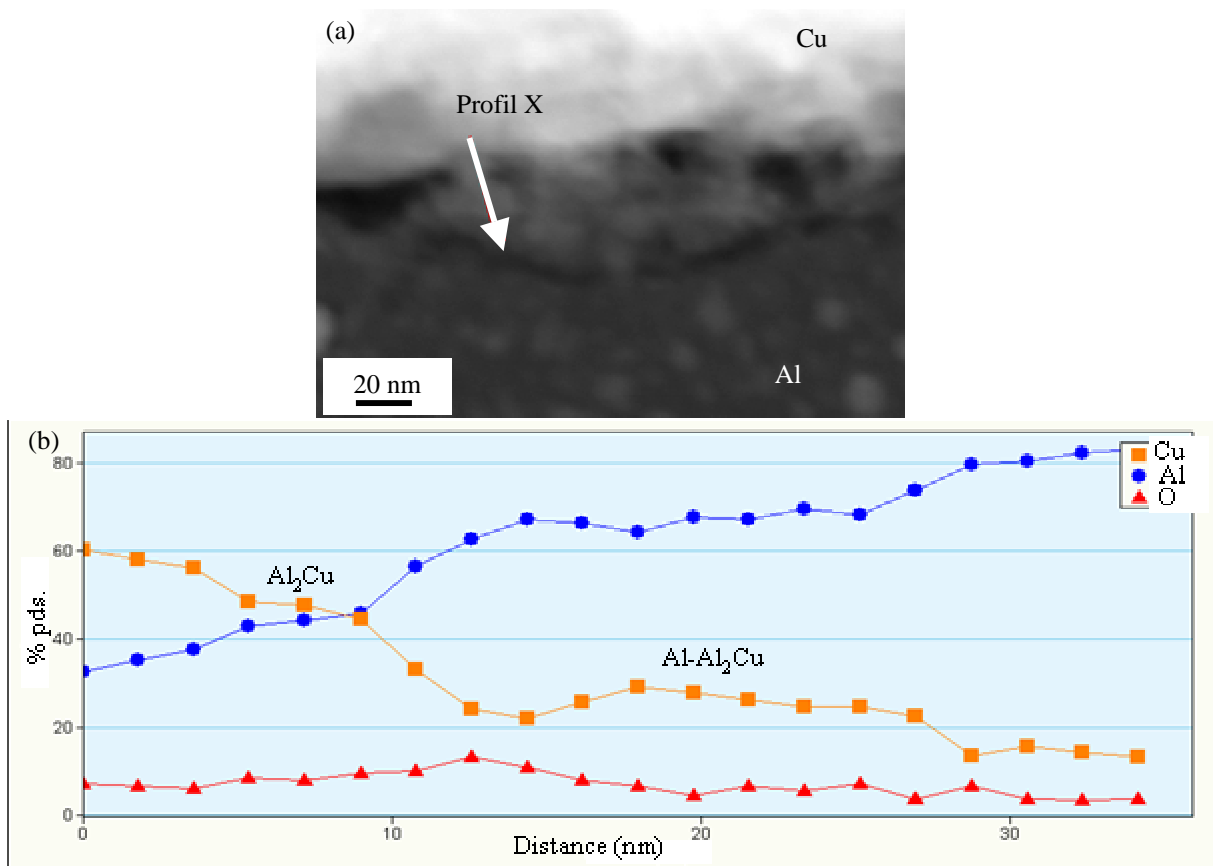 (a)
Cu
Profil X
20 nm
Al
(b)
80
60
40
20
0
% pds.
Al₂Cu
Al-Al₂Cu
Cu
Al
O
0
10
20
30
Distance (nm)